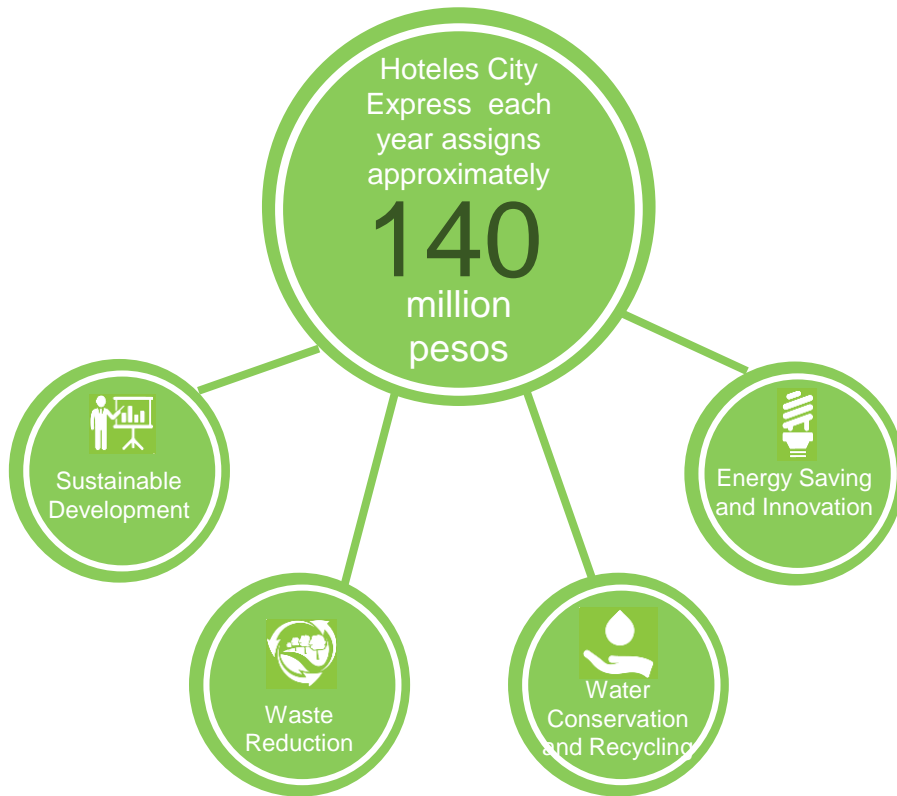 Hoteles City
Express each
year assigns
approximately
140
million
pesos
Sustainable
Development
Energy Saving
and Innovation
Waste
Reduction
Water
Conservation
and Recycling